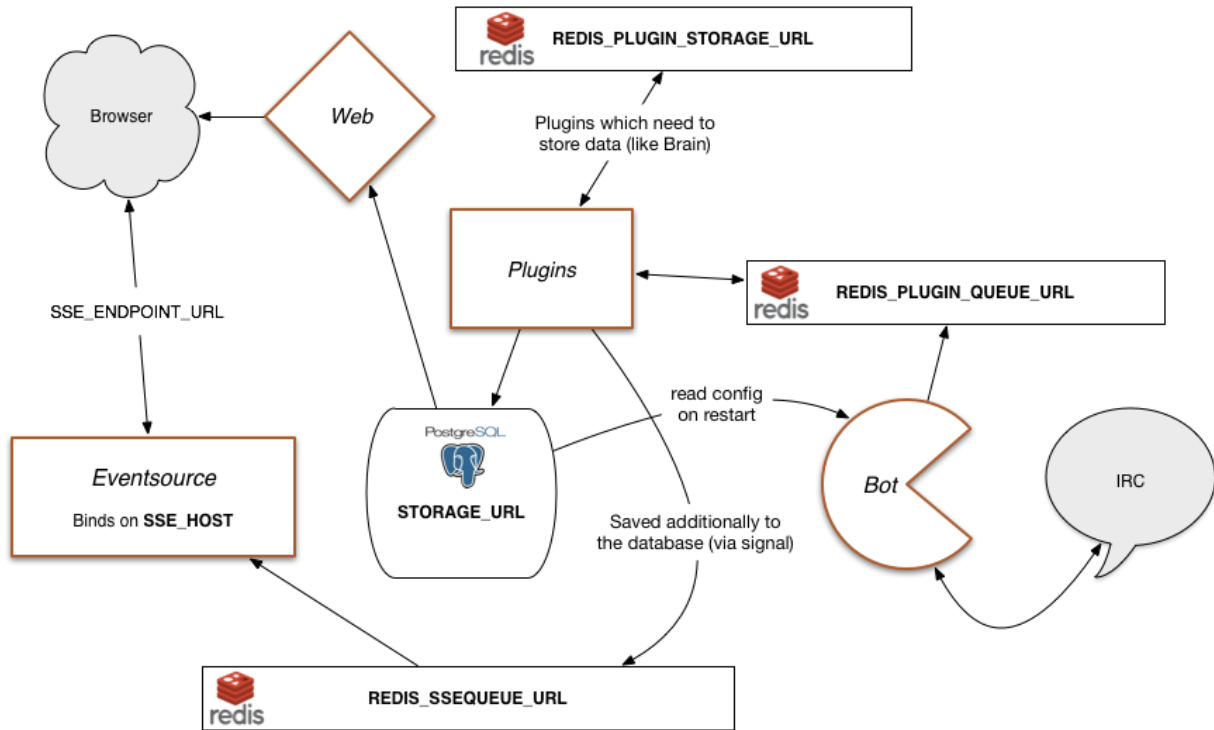 redis
REDIS_PLUGIN_STORAGE_URL
Browser
Web
Plugins which need to
store data (like Brain)
Plugins
redis
REDIS_PLUGIN_QUEUE_URL
SSE_ENDPOINT_URL
read config
on restart
PostgreSQL
STORAGE_URL
Eventsource
Binds on SSE_HOST
Bot
IRC
Saved additionally to
the database (via signal)
redis
REDIS_SSEQUEUE_URL